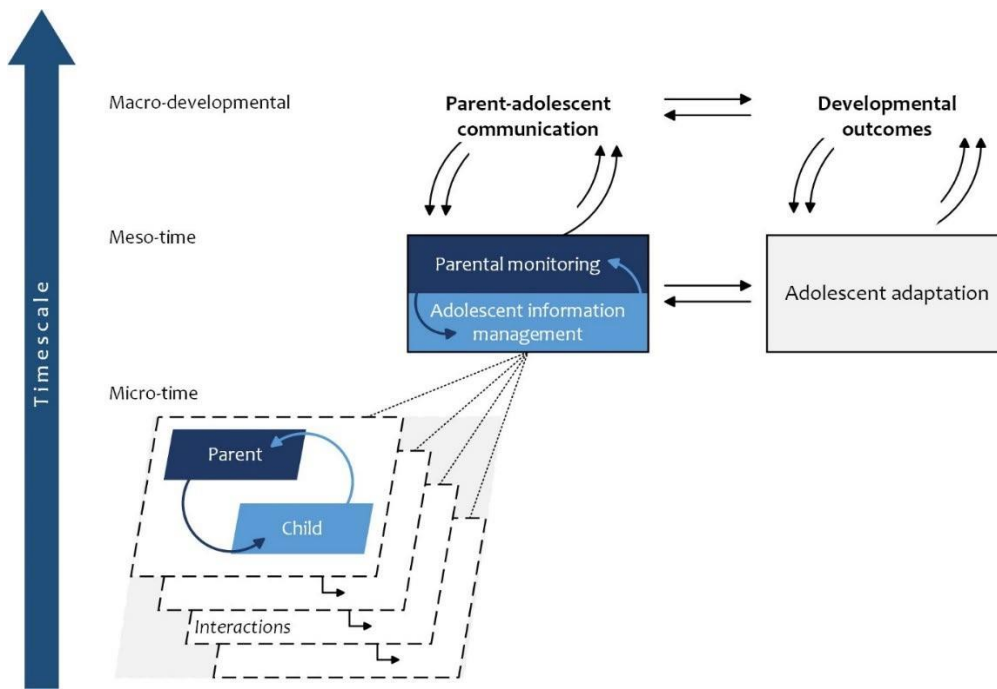 Timescale
Macro-developmental
Parent-adolescent
communication
Developmental
outcomes
Meso-time
Parental monitoring
Adolescent information
management
Adolescent adaptation
Micro-time
Parent
Child
Interactions